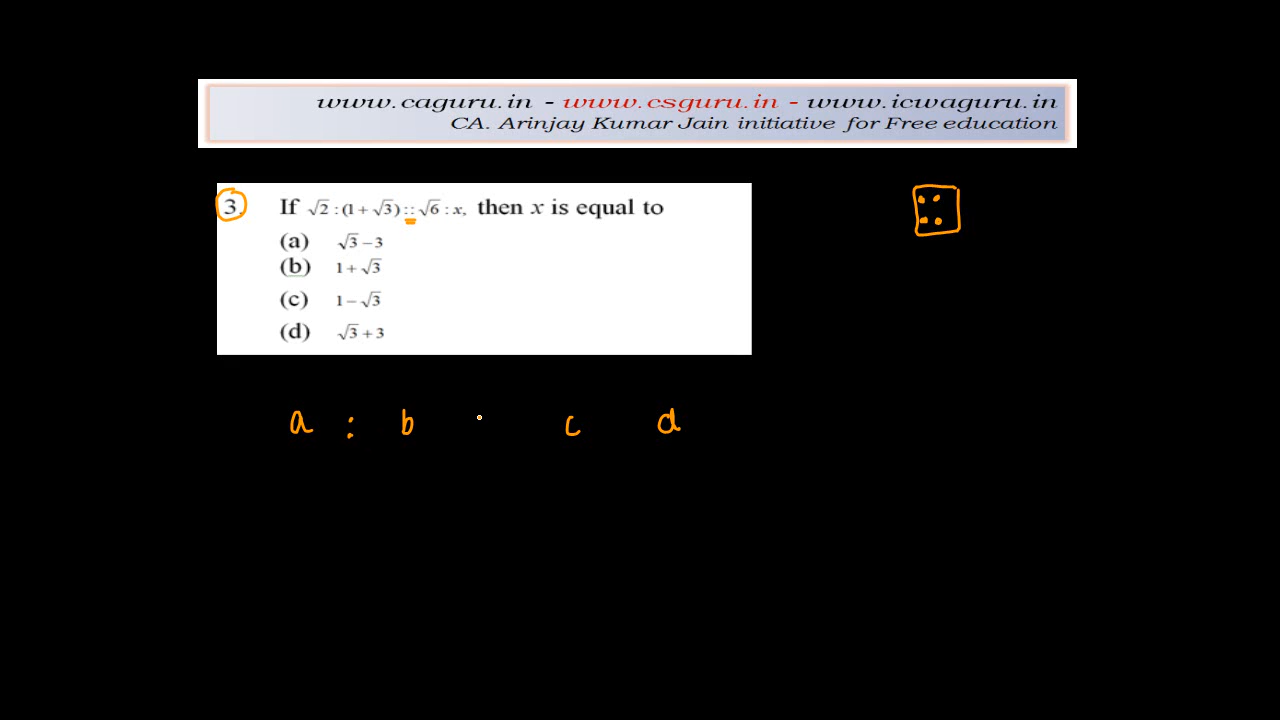 www.caguru.in - www.csguru.in - www.icwaguru.in
CA. Arinjay Kumar Jain initiative for Free education
3. If √2 : (1 + √3) :: √6 : x, then x is equal to
(a) √3 – 3
(b) 1 + √3
(c) 1 – √3
(d) √3 + 3
a : b · c d